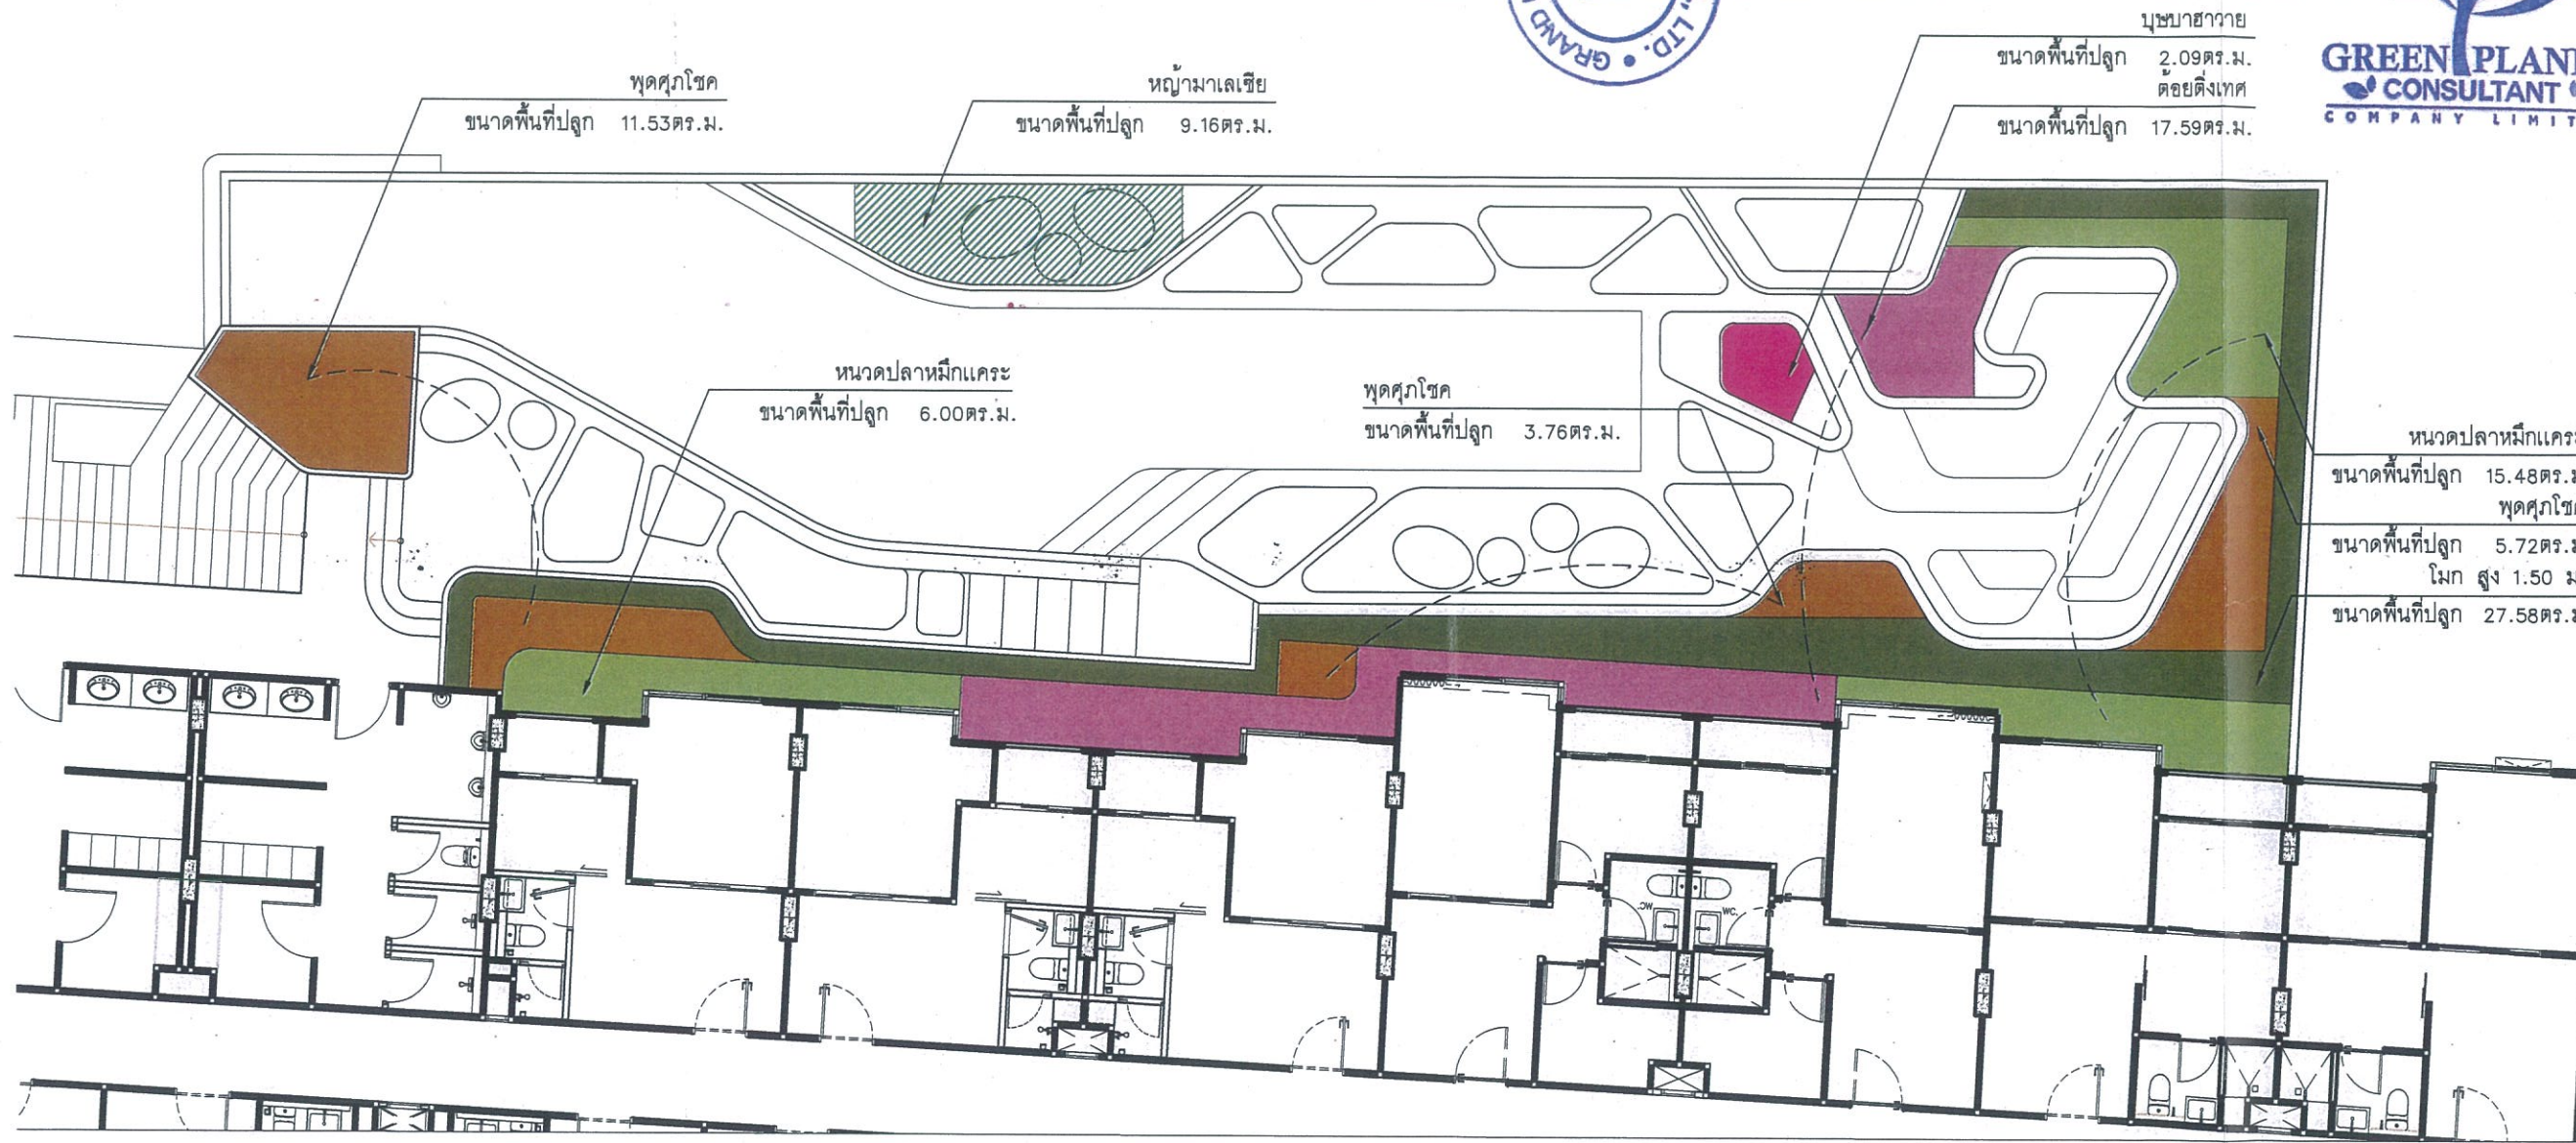 LTD. • GRAND
บุษบาฮาวาย
ขนาดพื้นที่ปลูก 2.09ตร.ม.
ต้อยติ่งเทศ
ขนาดพื้นที่ปลูก 17.59ตร.ม.
GREEN PLAN
CONSULTANT
COMPANY LIMIT
พุดศุภโชค
ขนาดพื้นที่ปลูก 11.53ตร.ม.
หญ้ามาเลเซีย
ขนาดพื้นที่ปลูก 9.16ตร.ม.
หนวดปลาหมึกแคระ
ขนาดพื้นที่ปลูก 6.00ตร.ม.
พุดศุภโชค
ขนาดพื้นที่ปลูก 3.76ตร.ม.
หนวดปลาหมึกแคระ
ขนาดพื้นที่ปลูก 15.48ตร.ม
พุดศุภโช
ขนาดพื้นที่ปลูก 5.72ตร.ม
โมก สูง 1.50 ม
ขนาดพื้นที่ปลูก 27.58ตร.ม
WC.
WC.